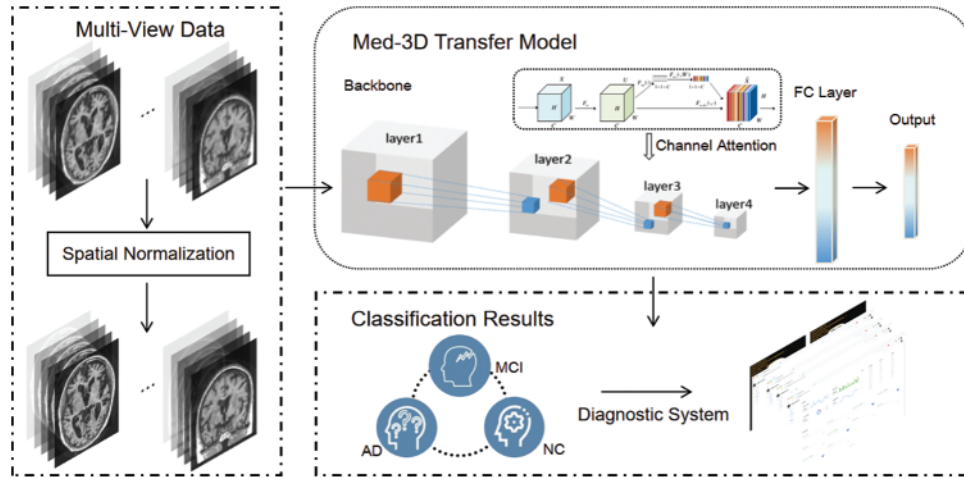 Multi-View Data
Spatial Normalization
Med-3D Transfer Model
Backbone
layer1
layer2
layer3
layer4
Channel Attention
FC Layer
Output
X
U
H
H
H
W
W
W
C
C
C
Classification Results
MCI
AD
NC
Diagnostic System